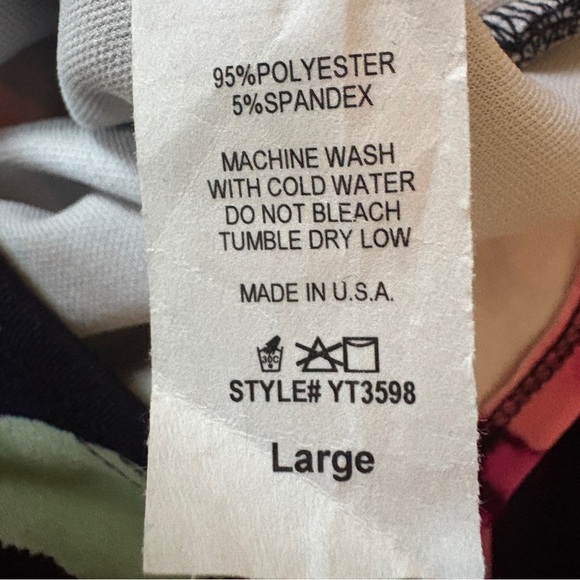 95%POLYESTER
5%SPANDEX
MACHINE WASH
WITH COLD WATER
DO NOT BLEACH
TUMBLE DRY LOW
MADE IN U.S.A.
30C
STYLE# YT3598
Large